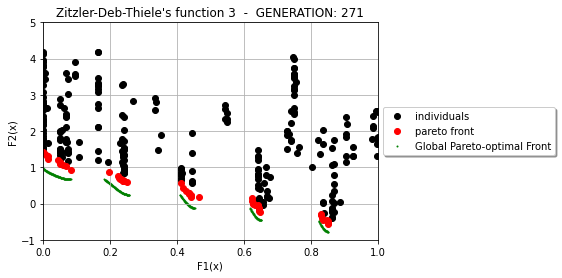 Zitzler-Deb-Thiele's function 3 - GENERATION: 271
5
4
3
2
1
0
−1
F2(x)
0.0 0.2 0.4 0.6 0.8 1.0
F1(x)
individuals
pareto front
Global Pareto-optimal Front